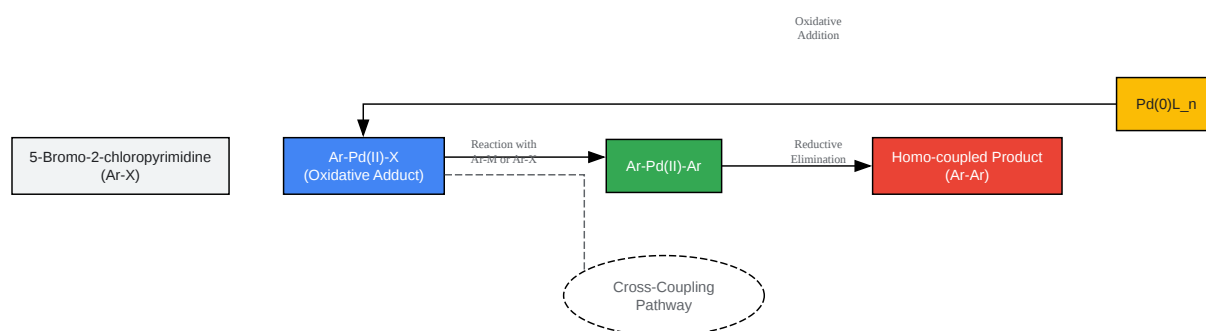 Oxidative
Addition
Pd(0)L_n
5-Bromo-2-chloropyrimidine
(Ar-X)
Ar-Pd(II)-X
(Oxidative Adduct)
Reaction with
Ar-M or Ar-X
Ar-Pd(II)-Ar
Reductive
Elimination
Homo-coupled Product
(Ar-Ar)
Cross-Coupling
Pathway